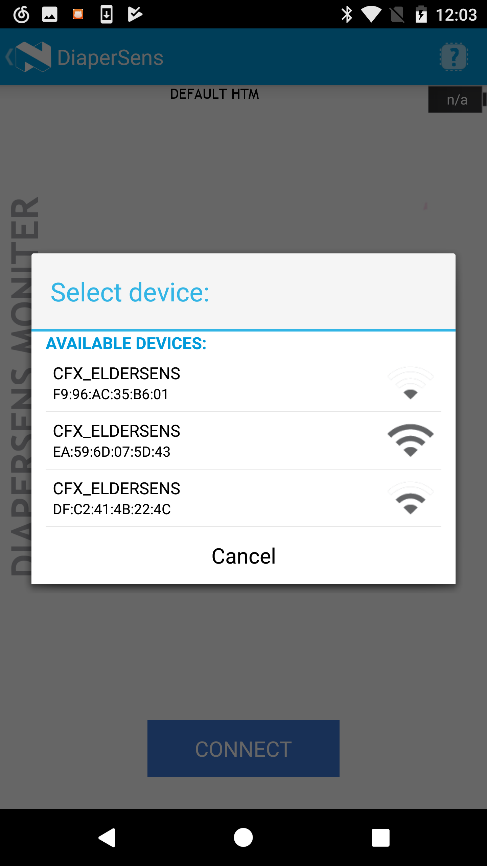 12:03
DiaperSens
?
DEFAULT HTM
n/a
DIAPERSENS MONITER
Select device:
AVAILABLE DEVICES:
CFX_ELDERSENS
F9:96:AC:35:B6:01
CFX_ELDERSENS
EA:59:6D:07:5D:43
CFX_ELDERSENS
DF:C2:41:4B:22:4C
Cancel
CONNECT